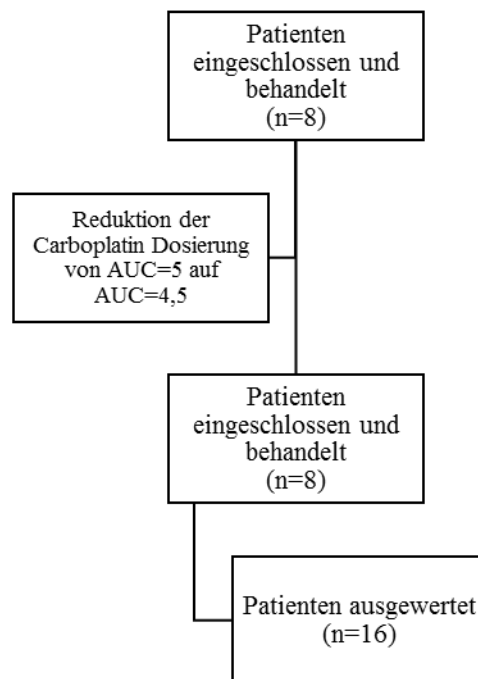 Patienten
eingeschlossen und
behandelt
(n=8)
Reduktion der
Carboplatin Dosierung
von AUC=5 auf
AUC=4,5
Patienten
eingeschlossen und
behandelt
(n=8)
Patienten ausgewertet
(n=16)